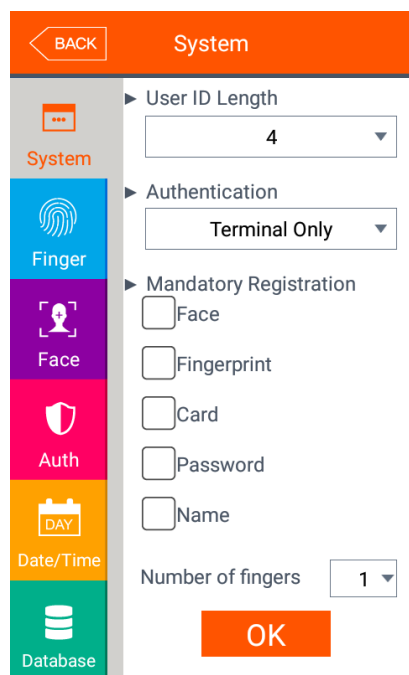 BACK
System
System
Finger
Face
Auth
DAY
Date/Time
Database
User ID Length
4
Authentication
Terminal Only
Mandatory Registration
Face
Fingerprint
Card
Password
Name
Number of fingers 1
OK